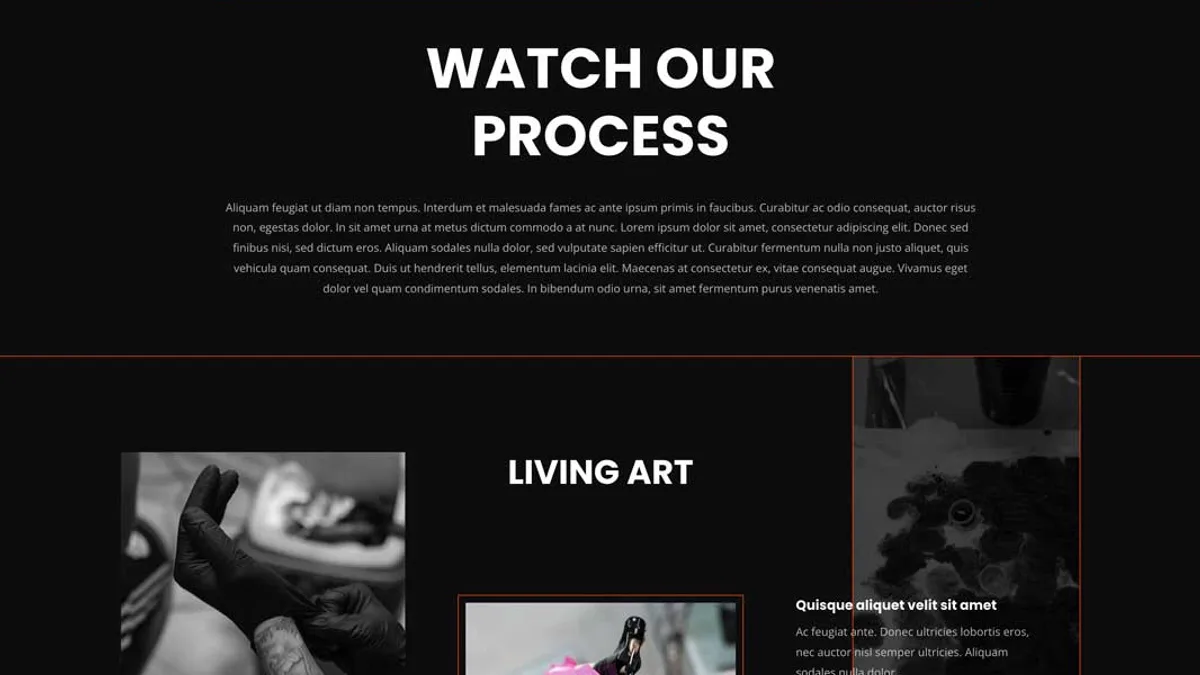 WATCH OUR
PROCESS
Aliquam feugiat ut diam non tempus. Interdum et malesuada fames ac ante ipsum primis in faucibus. Curabitur ac odio consequat, auctor risus
non, egestas dolor. In sit amet urna at metus dictum commodo a at nunc. Lorem ipsum dolor sit amet, consectetur adipiscing elit. Donec sed
finibus nisi, sed dictum eros. Aliquam sodales nulla dolor, sed vulputate sapien efficitur ut. Curabitur fermentum nulla non justo aliquet, quis
vehicula quam consequat. Duis ut hendrerit tellus, elementum lacinia elit. Maecenas at consectetur ex, vitae consequat augue. Vivamus eget
dolor vel quam condimentum sodales. In bibendum odio urna, sit amet fermentum purus venenatis amet.
LIVING ART
Quisque aliquet velit sit amet
Ac feugiat ante. Donec ultricies lobortis eros,
nec auctor nisl semper ultricies. Aliquam
sodales nulla dolor